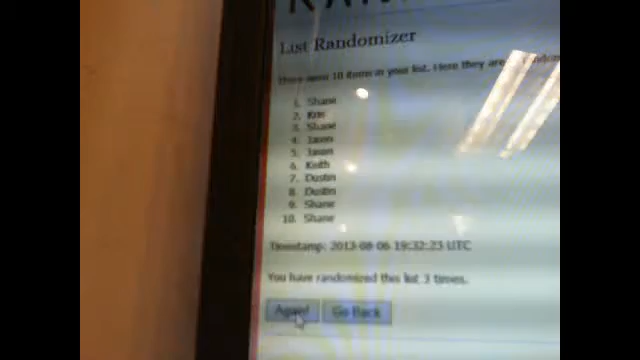 List Randomizer
There were 10 items in your list. Here they are
1. Shane
2. Kris
3. Shane
4. Jason
5. Jason
6. Keith
7. Dustin
8. Dustin
9. Shane
10. Shane
Timestamp: 2013-08-06 19:32:23 UTC
You have randomized this list 3 times.
Again! Go Back